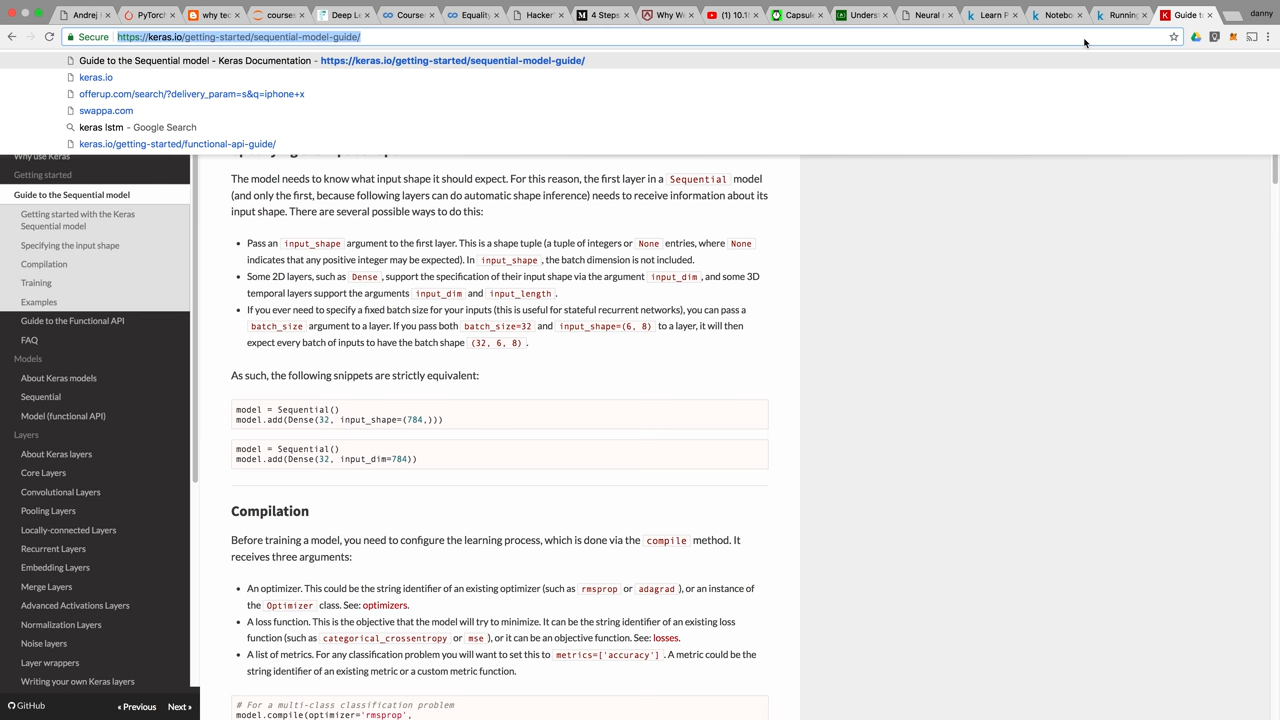 Andrej
PyTorc
why tec
courses
Deep Le
Course
Equality
Hacker
4 Steps
Why We
(1) 10.1
Capsule
Unders
Neural
Learn P
Notebo
Running
Guide to
danny
Secure
https://keras.io/getting-started/sequential-model-guide/
Guide to the Sequential model - Keras Documentation - https://keras.io/getting-started/sequential-model-guide/
keras.io
offerup.com/search/?delivery_param=s&q=iphone+x
swappa.com
keras lstm - Google Search
keras.io/getting-started/functional-api-guide/
Why use Keras
Getting started
Guide to the Sequential model
Getting started with the Keras
Sequential model
Specifying the input shape
Compilation
Training
Examples
Guide to the Functional API
FAQ
Models
About Keras models
Sequential
Model (functional API)
Layers
About Keras layers
Core Layers
Convolutional Layers
Pooling Layers
Locally-connected Layers
Recurrent Layers
Embedding Layers
Merge Layers
Advanced Activations Layers
Normalization Layers
Noise layers
Layer wrappers
Writing your own Keras layers
GitHub
« Previous
Next »
The model needs to know what input shape it should expect. For this reason, the first layer in a Sequential model
(and only the first, because following layers can do automatic shape inference) needs to receive information about its
input shape. There are several possible ways to do this:
• Pass an input_shape argument to the first layer. This is a shape tuple (a tuple of integers or None entries, where None
indicates that any positive integer may be expected). In input_shape, the batch dimension is not included.
• Some 2D layers, such as Dense, support the specification of their input shape via the argument input_dim, and some 3D
temporal layers support the arguments input_dim and input_length.
• If you ever need to specify a fixed batch size for your inputs (this is useful for stateful recurrent networks), you can pass a
batch_size argument to a layer. If you pass both batch_size=32 and input_shape=(6, 8) to a layer, it will then
expect every batch of inputs to have the batch shape (32, 6, 8).
As such, the following snippets are strictly equivalent:
model = Sequential()
model.add(Dense(32, input_shape=(784,)))
model = Sequential()
model.add(Dense(32, input_dim=784))
Compilation
Before training a model, you need to configure the learning process, which is done via the compile method. It
receives three arguments:
• An optimizer. This could be the string identifier of an existing optimizer (such as rmsprop or adagrad), or an instance of
the Optimizer class. See: optimizers.
• A loss function. This is the objective that the model will try to minimize. It can be the string identifier of an existing loss
function (such as categorical_crossentropy or mse), or it can be an objective function. See: losses.
• A list of metrics. For any classification problem you will want to set this to metrics=['accuracy']. A metric could be the
string identifier of an existing metric or a custom metric function.
# For a multi-class classification problem
model.compile(optimizer='rmsprop',